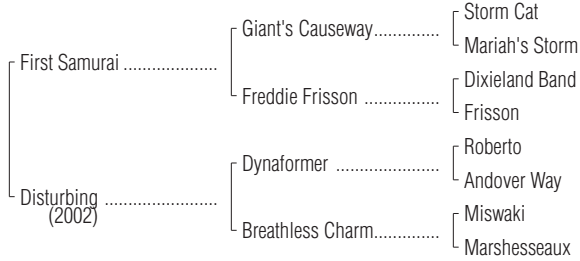 Storm Cat
Giant's Causeway..............
Mariah's Storm
First Samurai ....................
Dixieland Band
Freddie Frisson ................
Frisson
Roberto
Dynaformer ......................
Andover Way
Disturbing ........................
(2002)
Miswaki
Breathless Charm..............
Marshesseaux